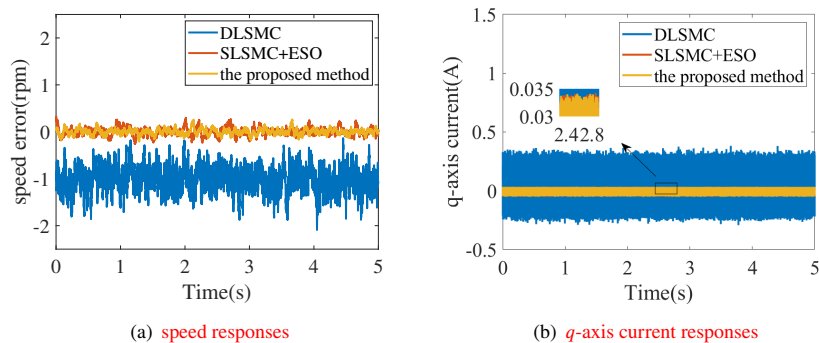 2
1
0
-1
-2
speed error(rpm)
DLSMC
SLSMC+ESO
the proposed method
0 1 2 3 4 5
Time(s)
(a) speed responses
1.5
1
0.5
0
-0.5
q-axis current(A)
DLSMC
SLSMC+ESO
the proposed method
0.035
0.03
2.42.8
0 1 2 3 4 5
Time(s)
(b) q-axis current responses